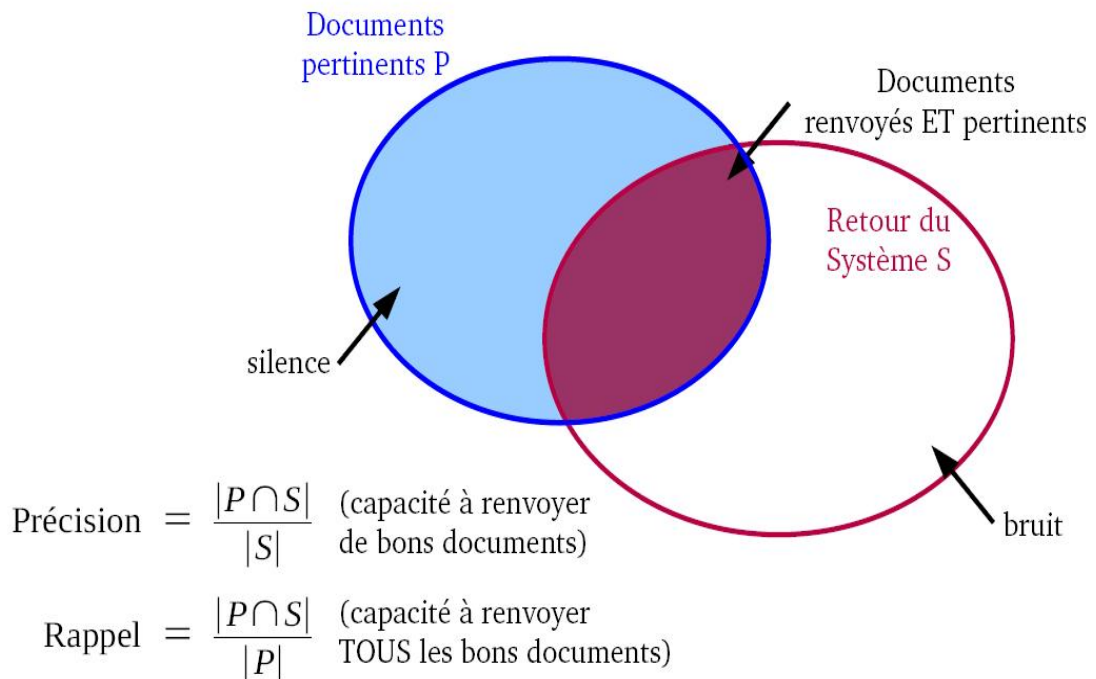 Documents
pertinents P
Documents
renvoyés ET pertinents
Retour du
Système S
silence
bruit
Précision = |P∩S| / |S| (capacité à renvoyer
de bons documents)
Rappel = |P∩S| / |P| (capacité à renvoyer
TOUS les bons documents)